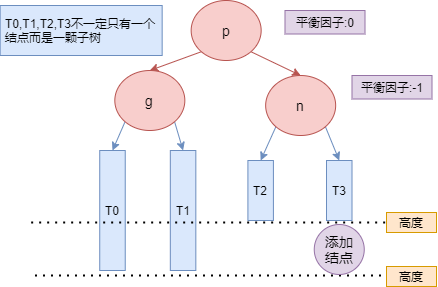 T0,T1,T2,T3不一定只有一个
结点而是一颗子树
p
平衡因子:0
g
n
平衡因子:-1
T0
T1
T2
T3
高度
添加
结点
高度